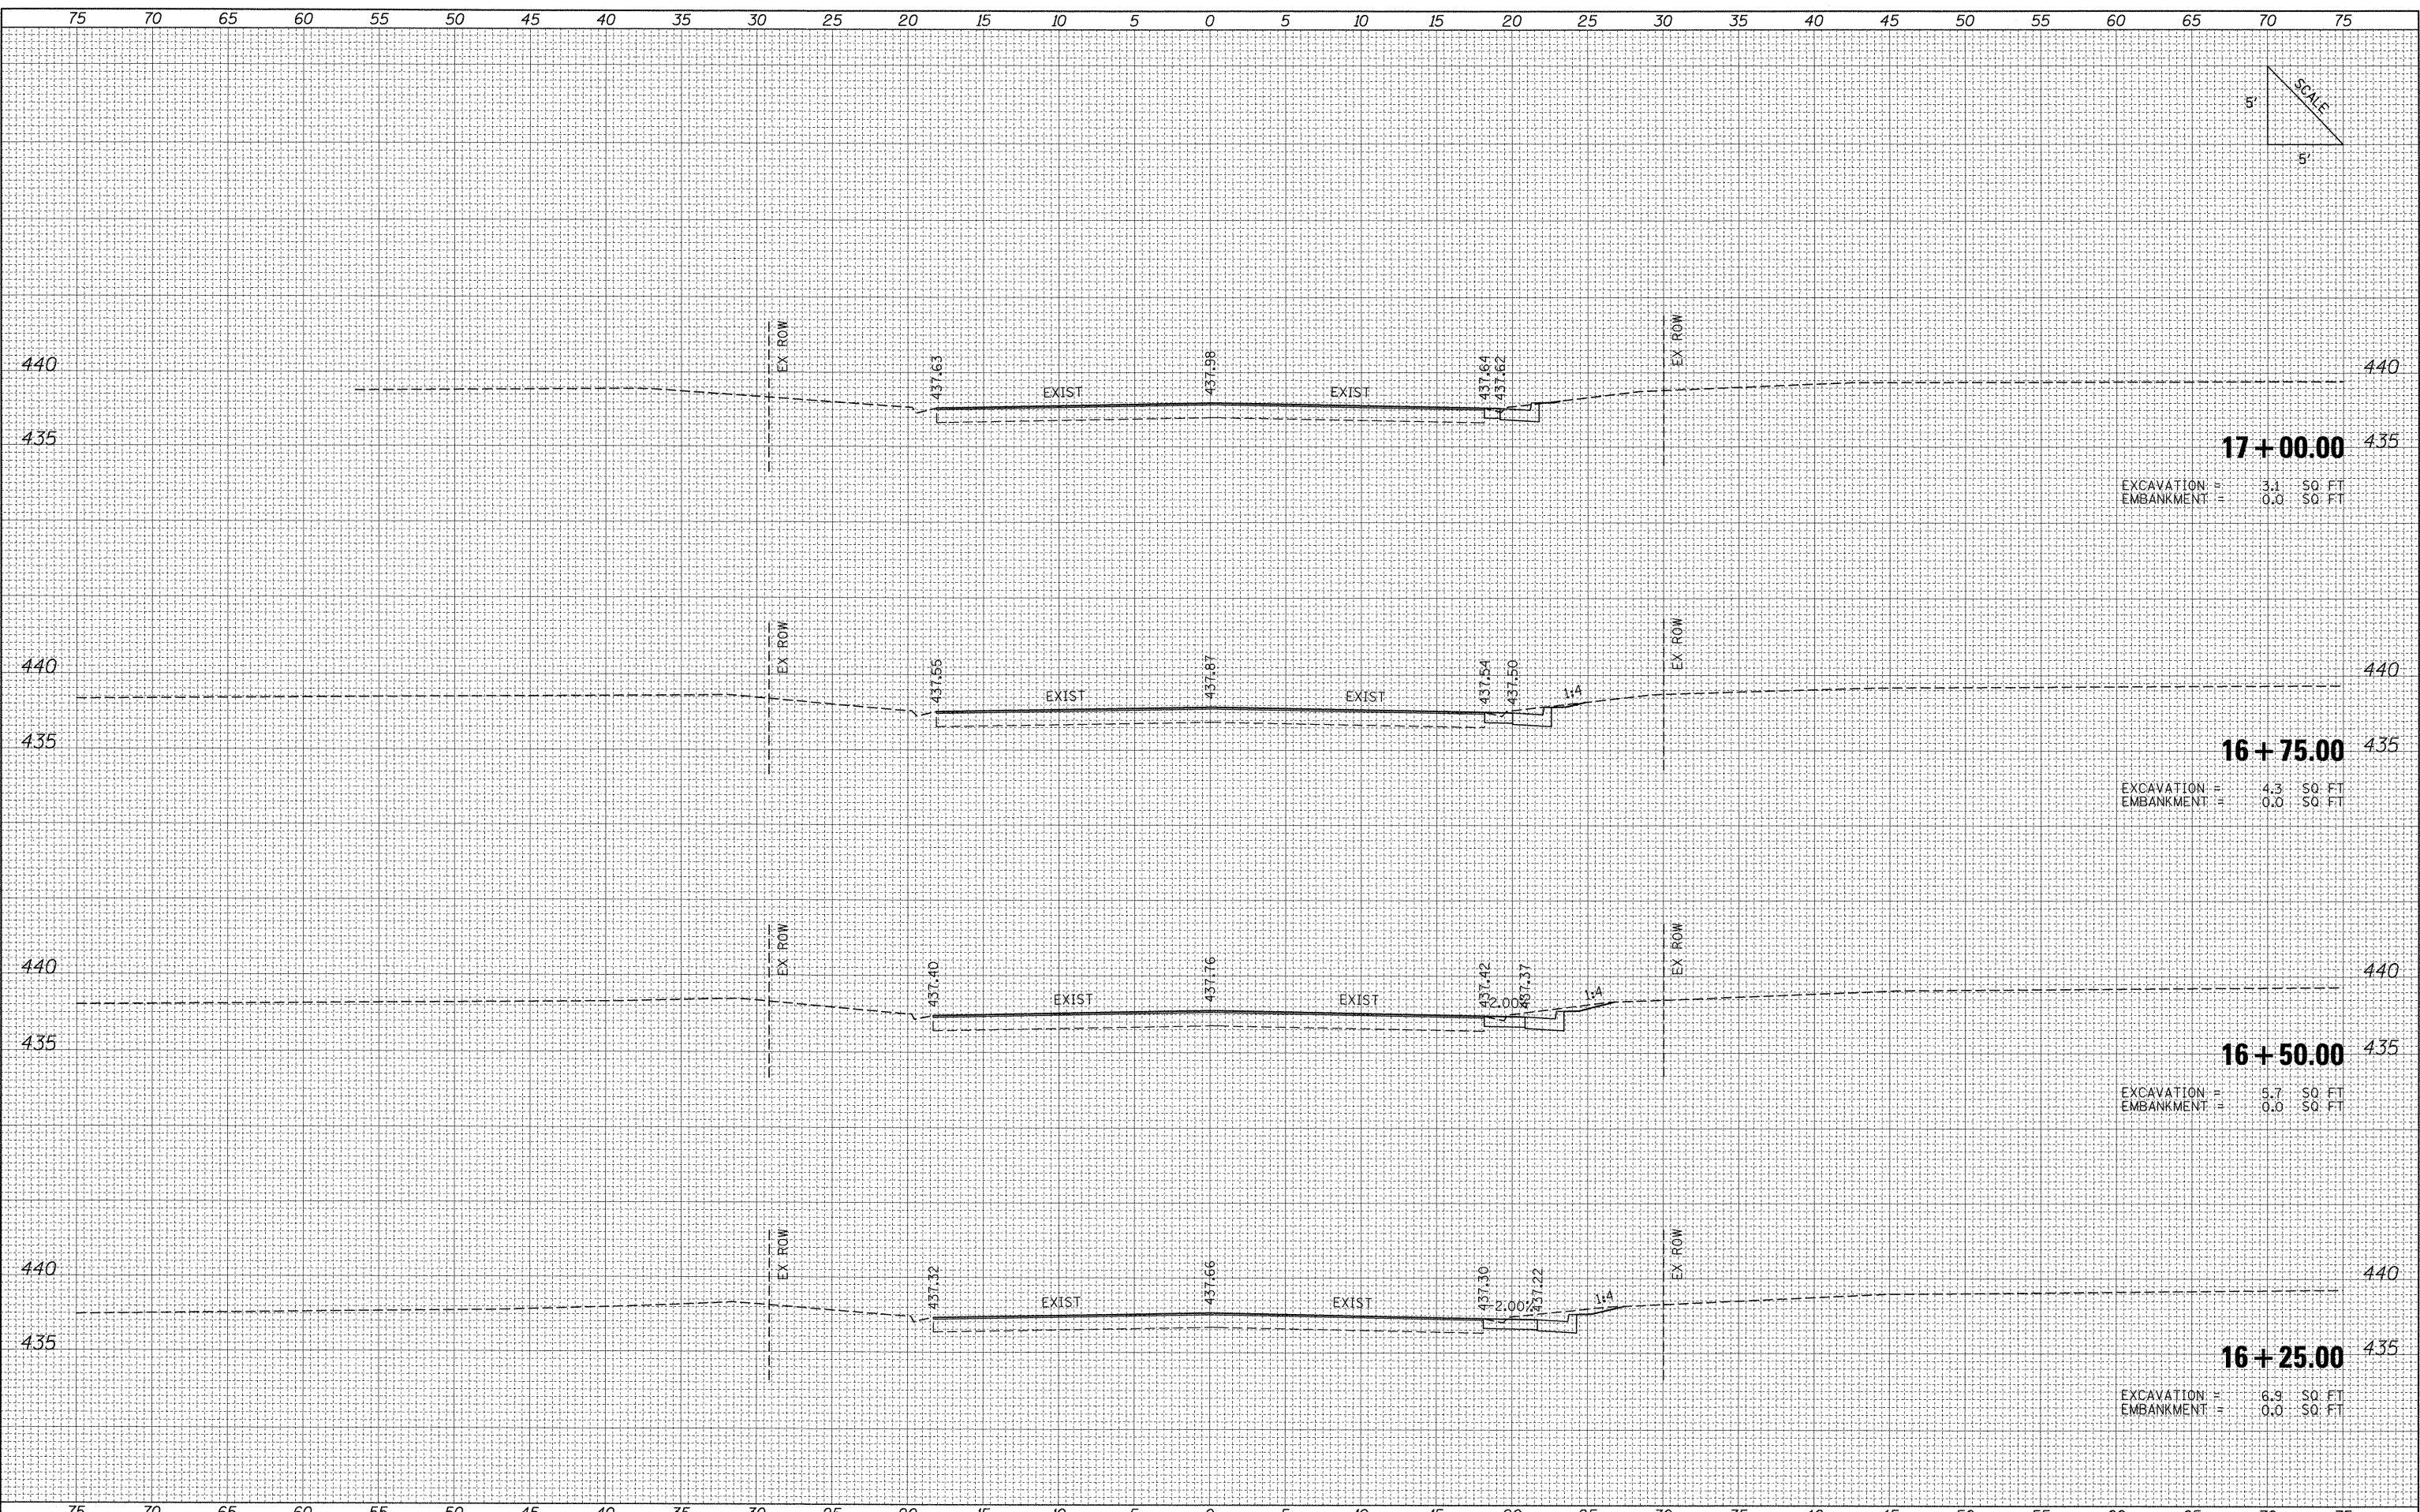 75 70 65 60 55 50 45 40 35 30 25 20 15 10 5 0 5 10 15 20 25 30 35 40 45 50 55 60 65 70 75
SCALE
5'
5'
EX ROW
437.63
437.98
437.64
437.62
EX ROW
440
EXIST
EXIST
440
435
435
17+00.00
EXCAVATION = 3.1 SQ FT
EMBANKMENT = 0.0 SQ FT
EX ROW
437.55
437.87
437.54
437.50
EX ROW
440
EXIST
EXIST
1:4
440
435
435
16+75.00
EXCAVATION = 4.3 SQ FT
EMBANKMENT = 0.0 SQ FT
EX ROW
437.40
437.76
437.42
437.37
EX ROW
440
EXIST
EXIST
-2.00%
1:4
440
435
435
16+50.00
EXCAVATION = 5.7 SQ FT
EMBANKMENT = 0.0 SQ FT
EX ROW
437.32
437.66
437.30
437.22
EX ROW
440
EXIST
EXIST
-2.00%
1:4
440
435
435
16+25.00
EXCAVATION = 6.9 SQ FT
EMBANKMENT = 0.0 SQ FT
75 70 65 60 55 50 45 40 35 30 25 20 15 10 5 0 5 10 15 20 25 30 35 40 45 50 55 60 65 70 75